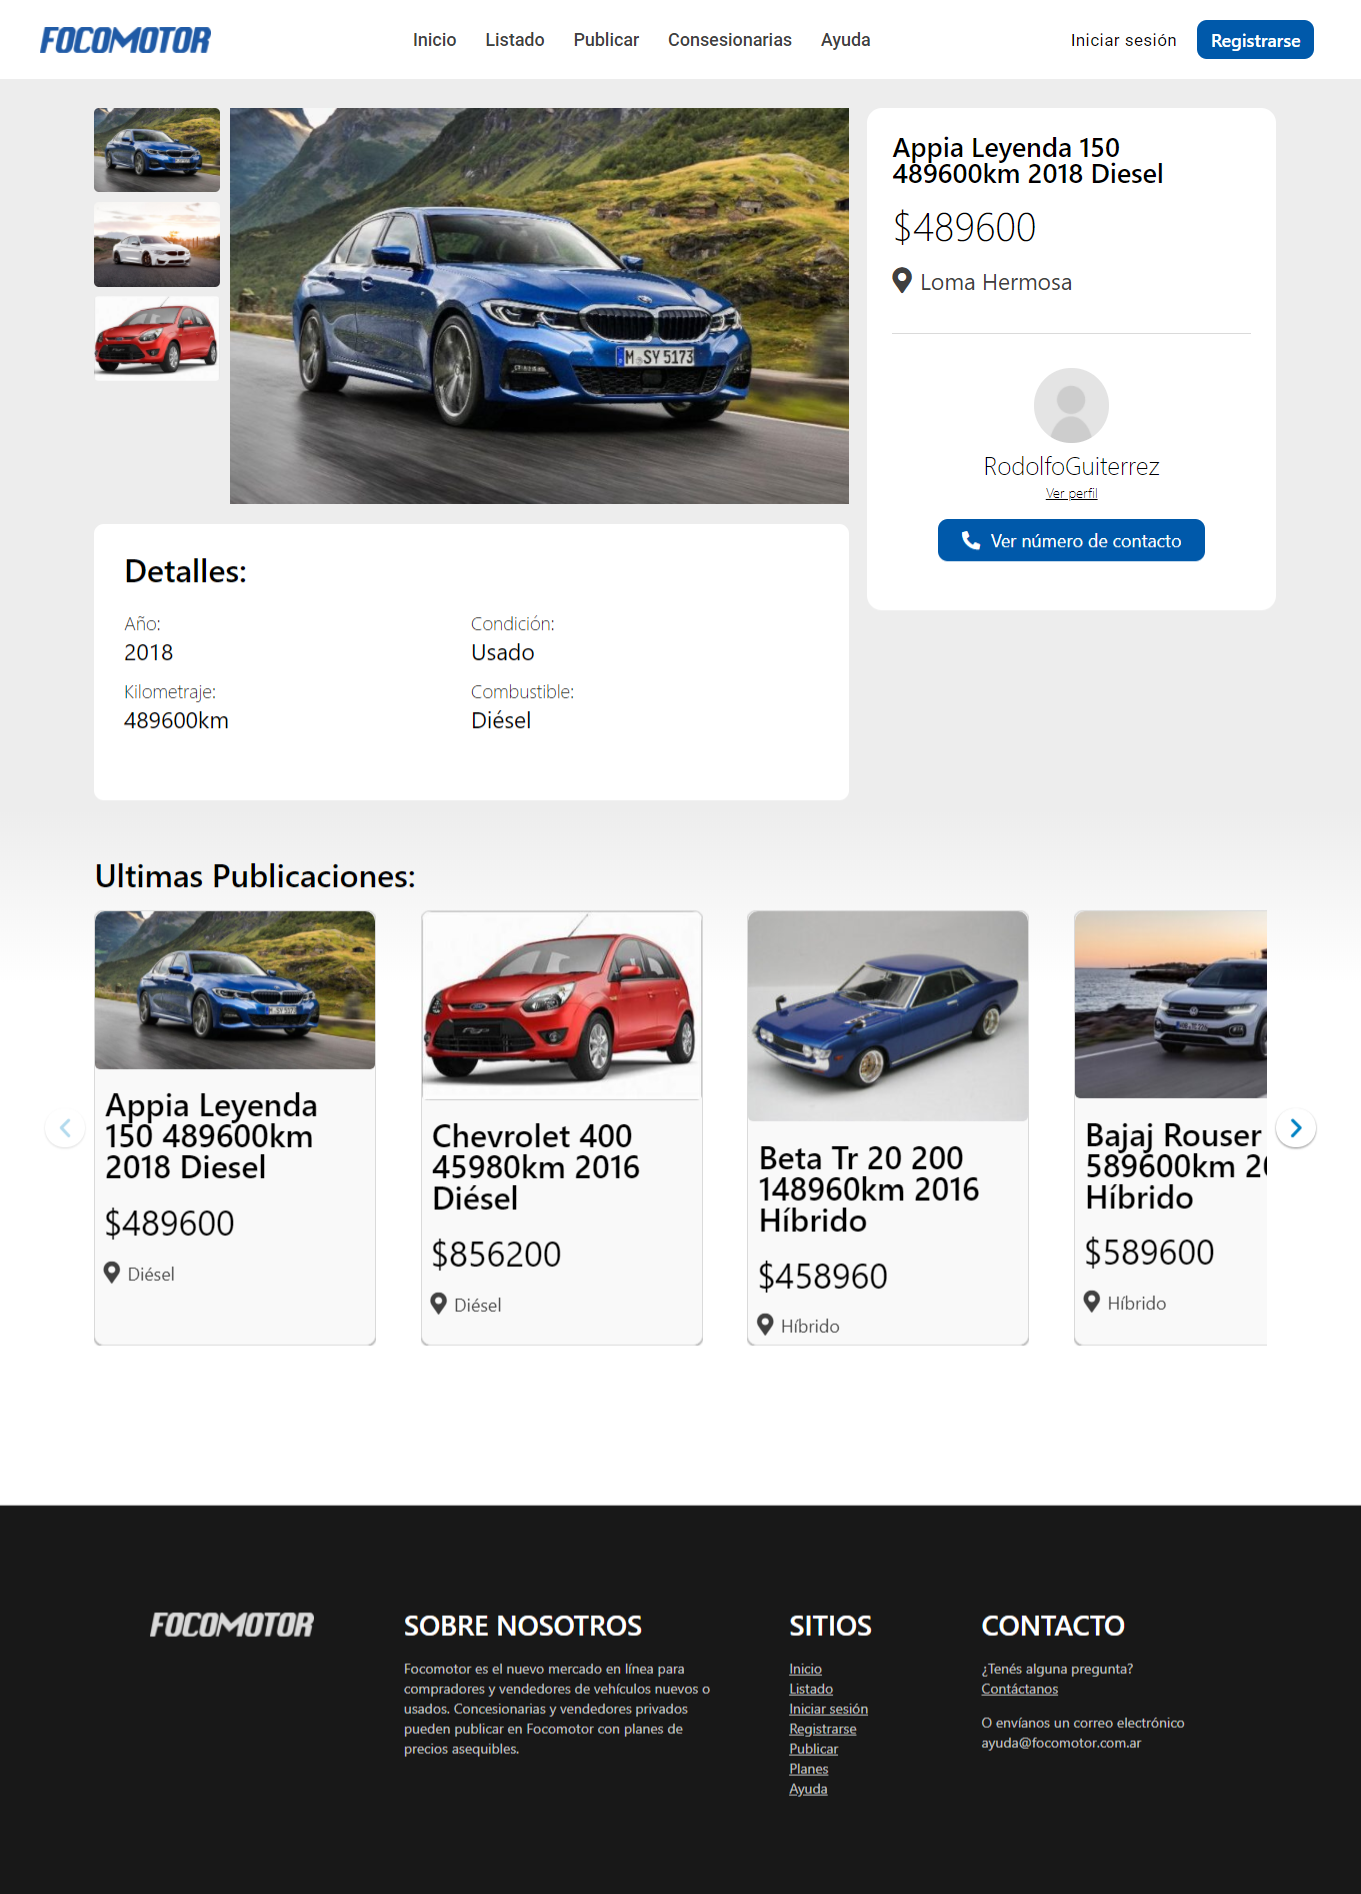 FOCOMOTOR
Inicio Listado Publicar Consesionarias Ayuda
Iniciar sesión Registrarse
M SY 5173
Appia Leyenda 150
489600km 2018 Diesel
$489600
Loma Hermosa
RodolfoGuiterrez
Ver perfil
Ver número de contacto
Detalles:
Año:
2018
Condición:
Usado
Kilometraje:
489600km
Combustible:
Diésel
Ultimas Publicaciones:
M SY 5173
Appia Leyenda
150 489600km
2018 Diesel
$489600
Diésel
Chevrolet 400
45980km 2016
Diésel
$856200
Diésel
Beta Tr 20 200
148960km 2016
Híbrido
$458960
Híbrido
Bajaj Rouser
589600km 20
Híbrido
$589600
Híbrido
FOCOMOTOR
SOBRE NOSOTROS
Focomotor es el nuevo mercado en línea para
compradores y vendedores de vehículos nuevos o
usados. Concesionarias y vendedores privados
pueden publicar en Focomotor con planes de
precios asequibles.
SITIOS
Inicio
Listado
Iniciar sesión
Registrarse
Publicar
Planes
Ayuda
CONTACTO
¿Tenés alguna pregunta?
Contáctanos
O envíanos un correo electrónico
ayuda@focomotor.com.ar